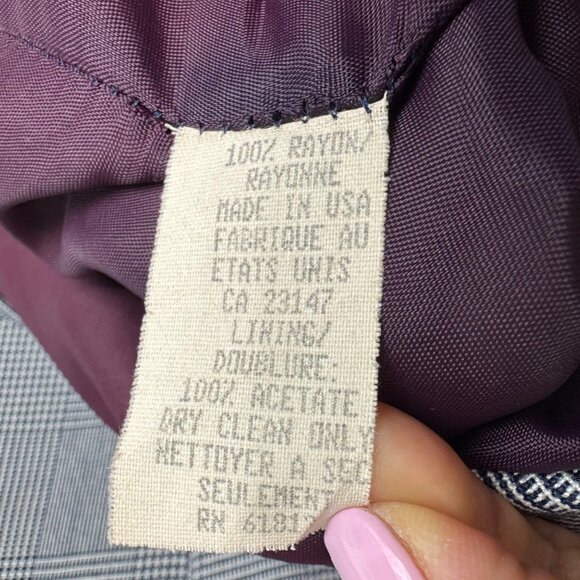 100% RAYON/
RAYONNE
MADE IN USA
FABRIQUE AU
ETATS UNIS
CA 23147
LINING/
DOUBLURE:
100% ACETATE
DRY CLEAN ONLY
NETTOYER A SEC
SEULEMENT
RN